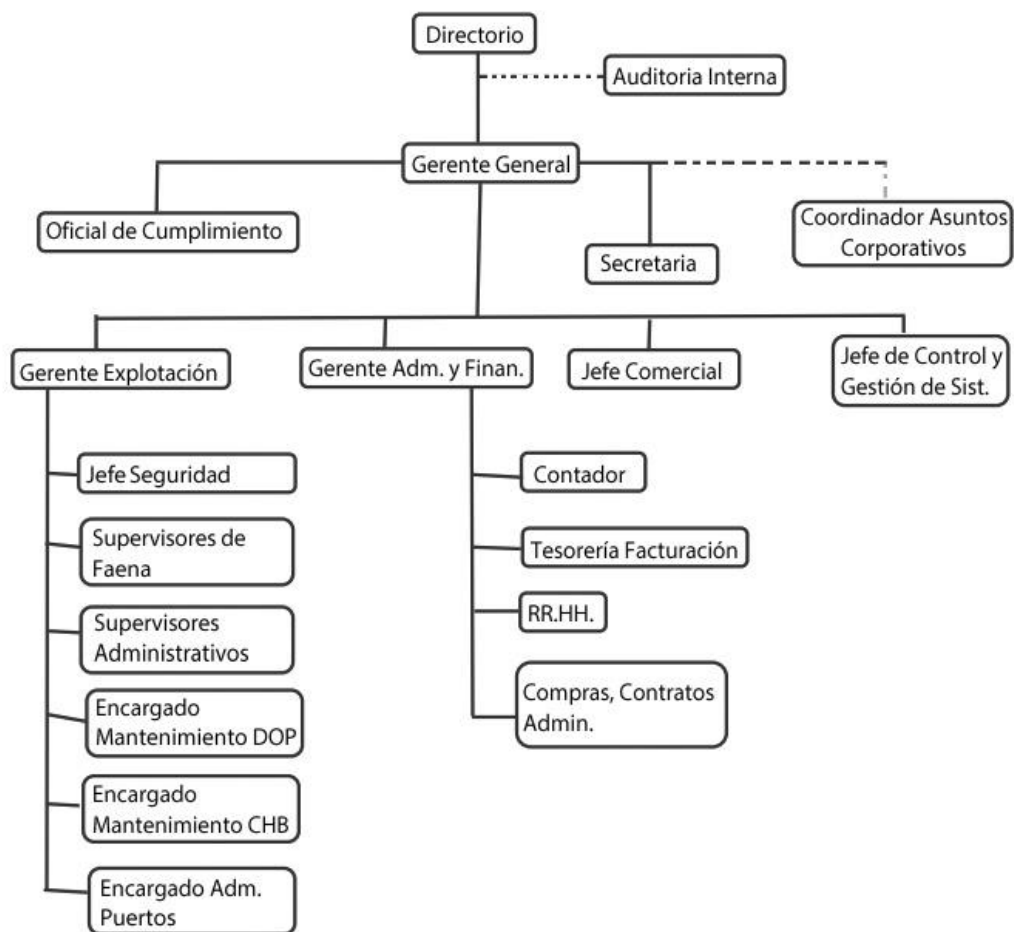 Directorio
Auditoria Interna
Gerente General
Oficial de Cumplimiento
Secretaria
Coordinador Asuntos
Corporativos
Gerente Explotación
Gerente Adm. y Finan.
Jefe Comercial
Jefe de Control y
Gestión de Sist.
Jefe Seguridad
Supervisores de
Faena
Supervisores
Administrativos
Encargado
Mantenimiento DOP
Encargado
Mantenimiento CHB
Encargado Adm.
Puertos
Contador
Tesorería Facturación
RR.HH.
Compras, Contratos
Admin.